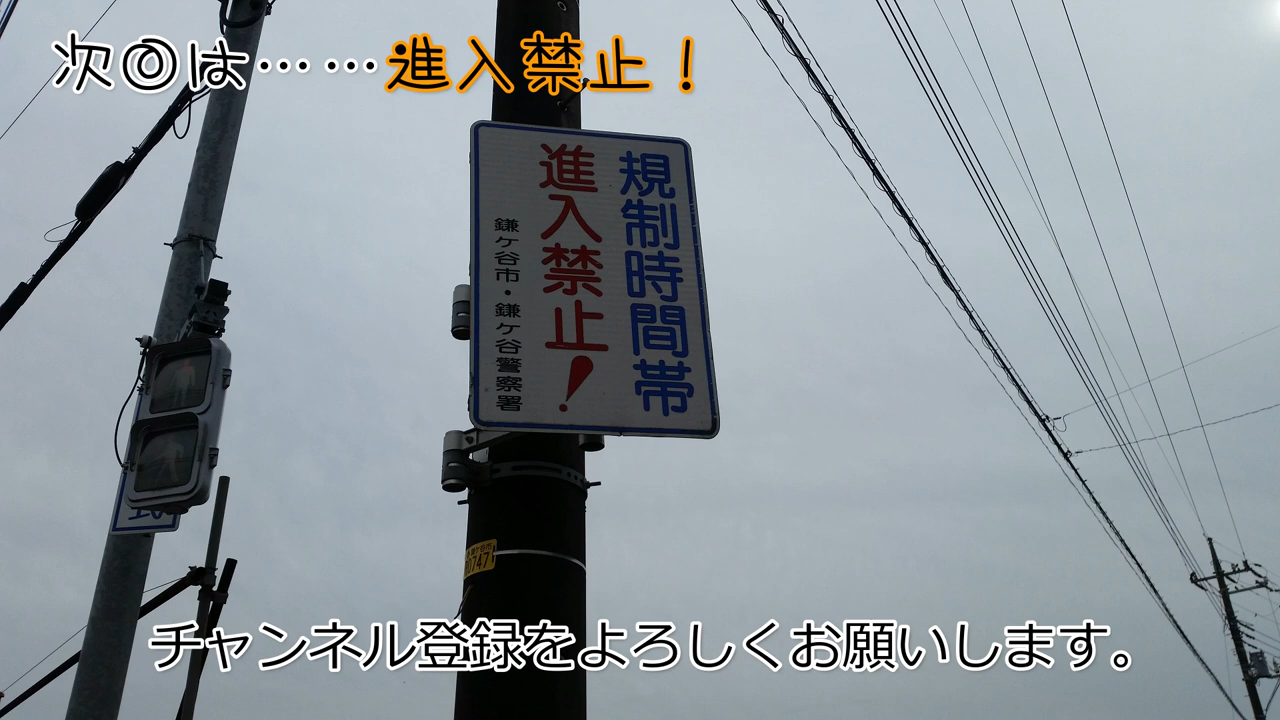 次回は……進入禁止！
規制時間帯
進入禁止！
鎌ケ谷市・鎌ケ谷警察署
チャンネル登録をよろしくお願いします。